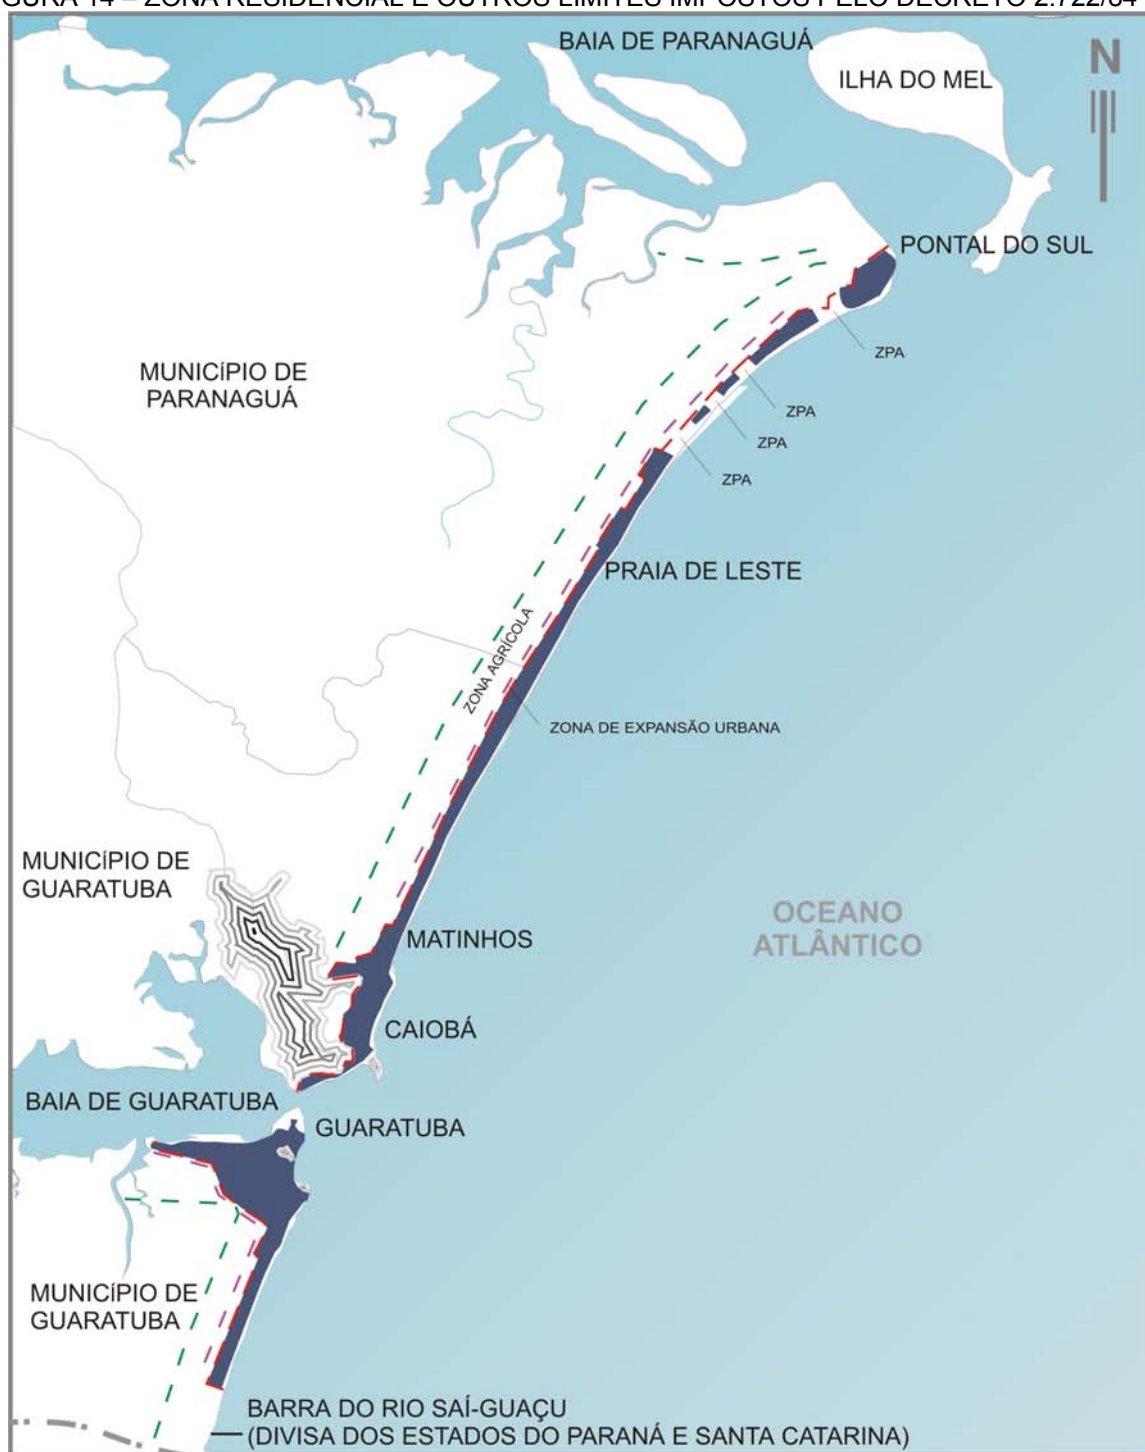 GURA 14 – ZONA RESIDENCIAL E OUTROS LIMITES IMPOSTOS PELO DECRETO 2.722/84
BAIA DE PARANAGUÁ
ILHA DO MEL
N
PONTAL DO SUL
ZPA
MUNICÍPIO DE
PARANAGUÁ
ZPA
ZPA
ZPA
PRAIA DE LESTE
ZONA AGRÍCOLA
ZONA DE EXPANSÃO URBANA
MUNICÍPIO DE
GUARATUBA
OCEANO
ATLÂNTICO
MATINHOS
CAIOBÁ
BAIA DE GUARATUBA
GUARATUBA
MUNICÍPIO DE
GUARATUBA
BARRA DO RIO SAÍ-GUAÇU
(DIVISA DOS ESTADOS DO PARANÁ E SANTA CATARINA)